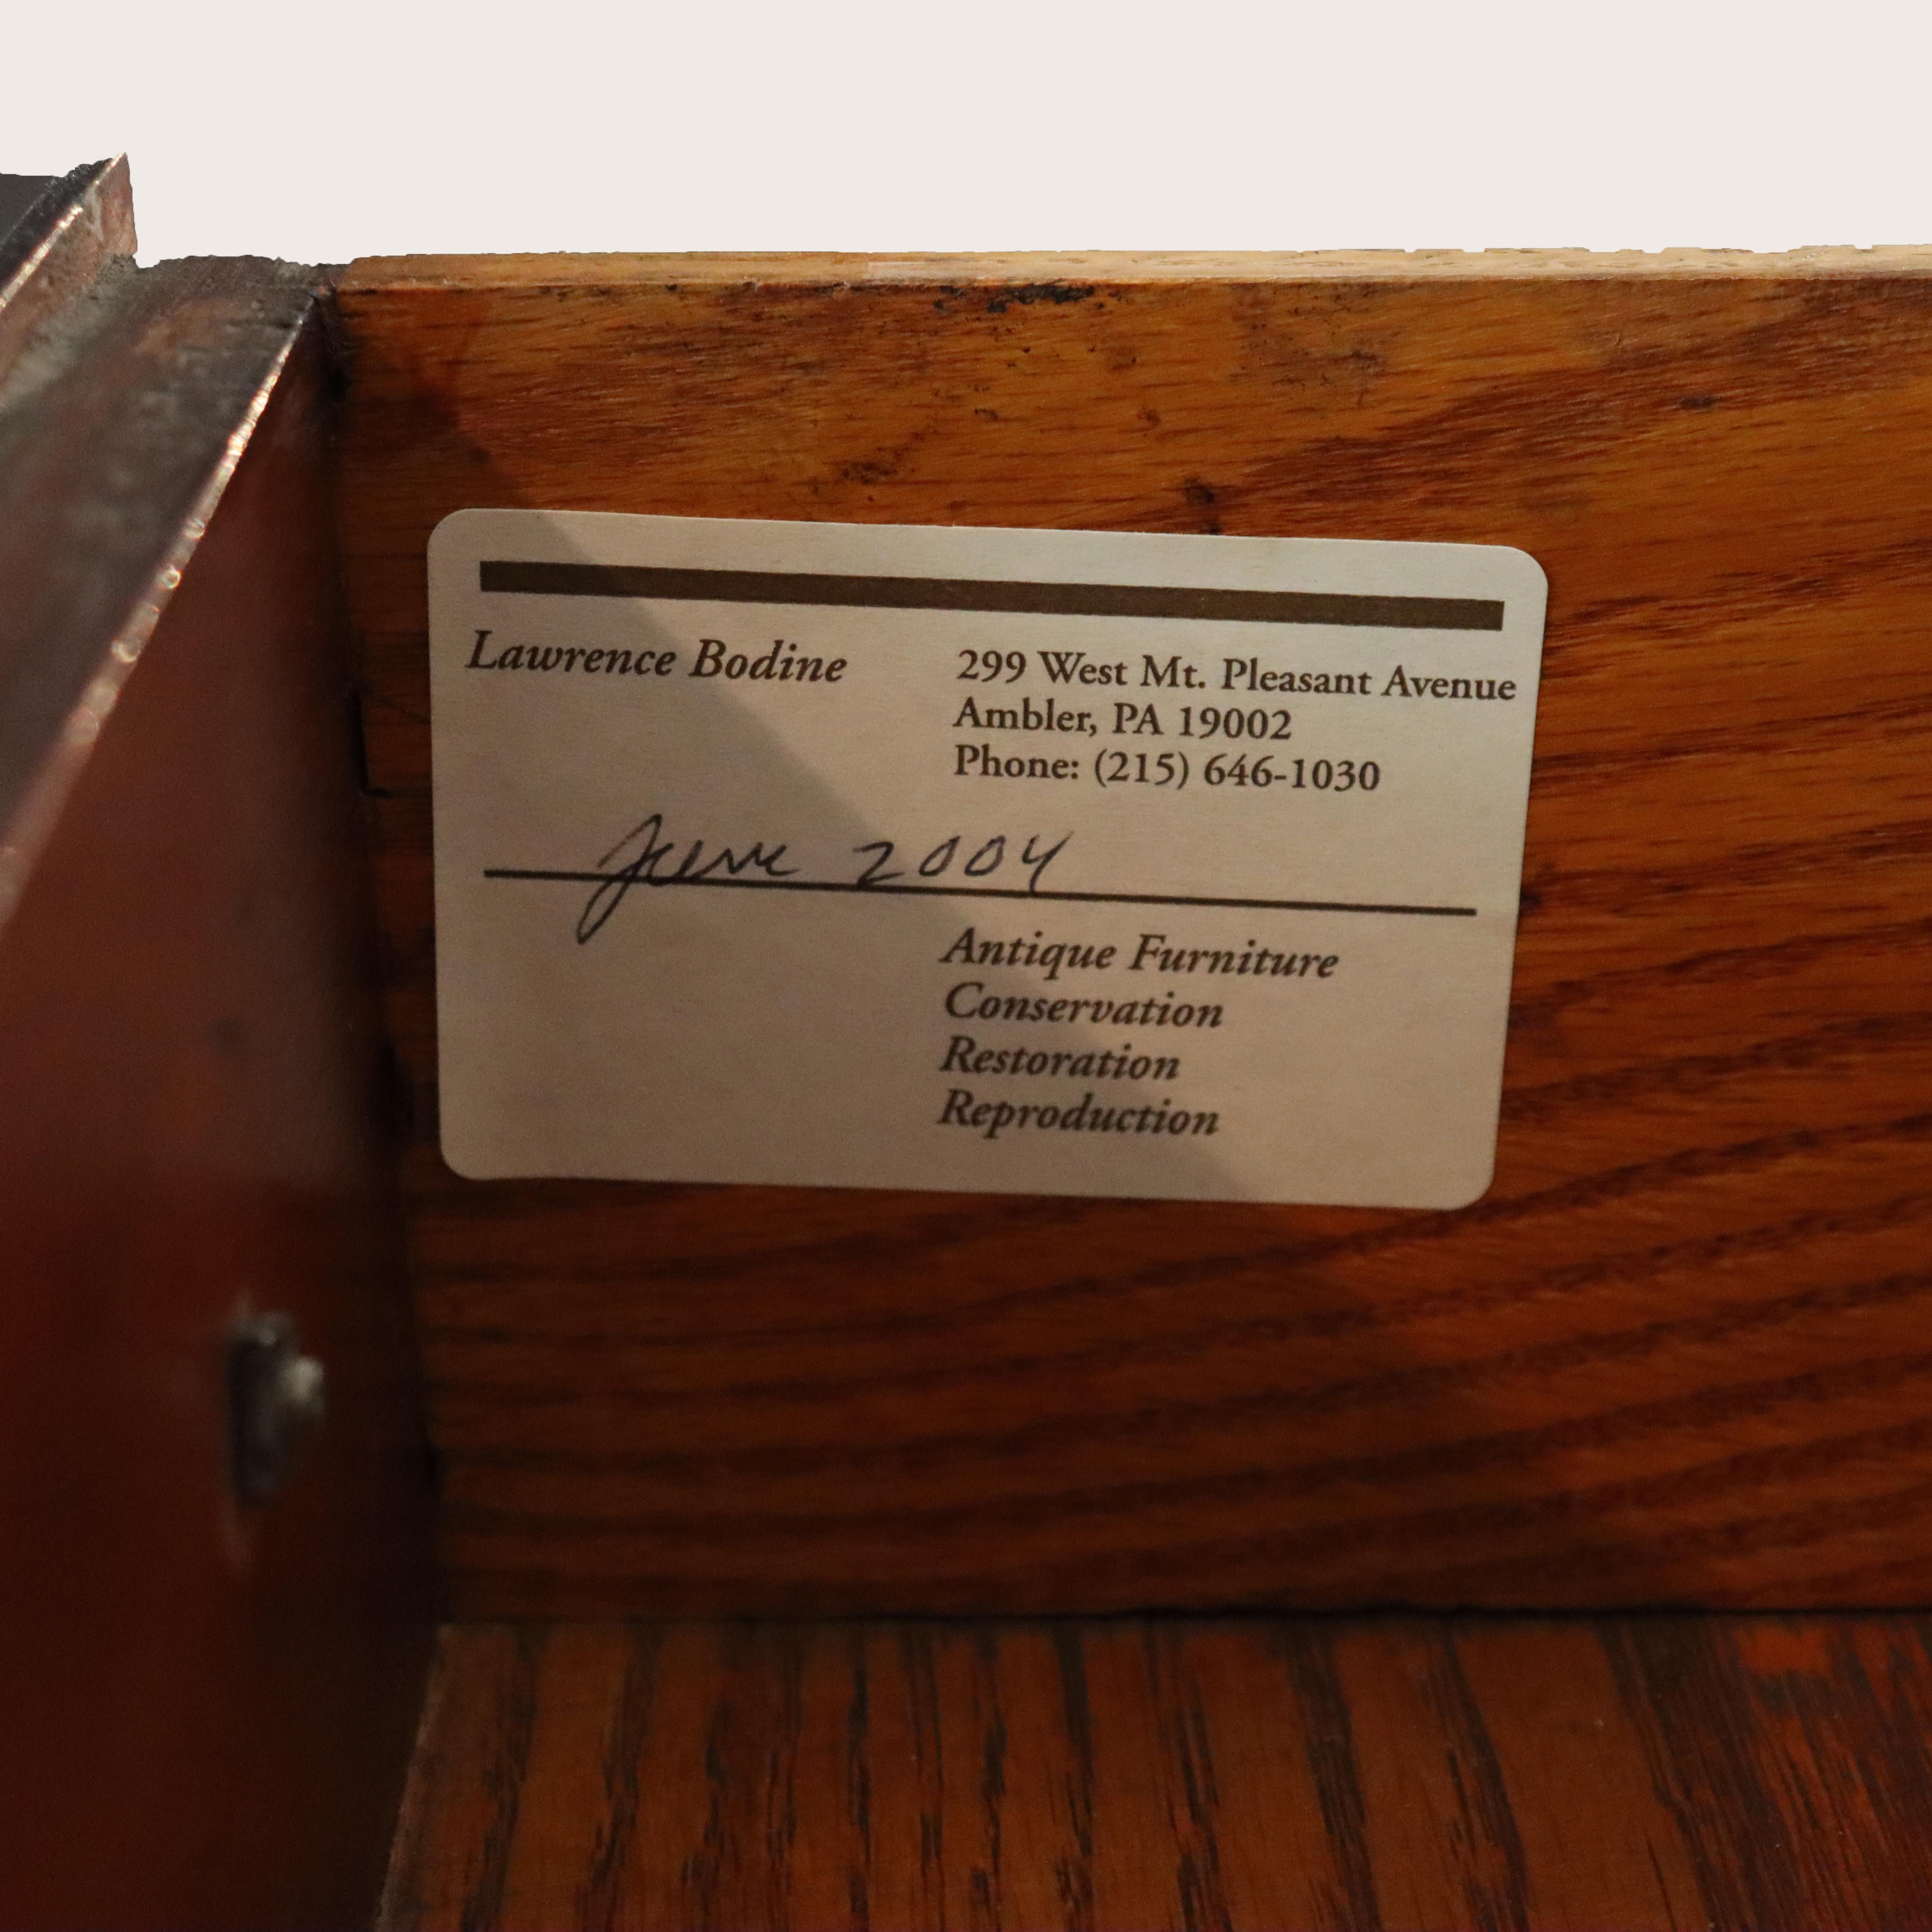 Lawrence Bodine
299 West Mt. Pleasant Avenue
Ambler, PA 19002
Phone: (215) 646-1030
June 2004
Antique Furniture
Conservation
Restoration
Reproduction